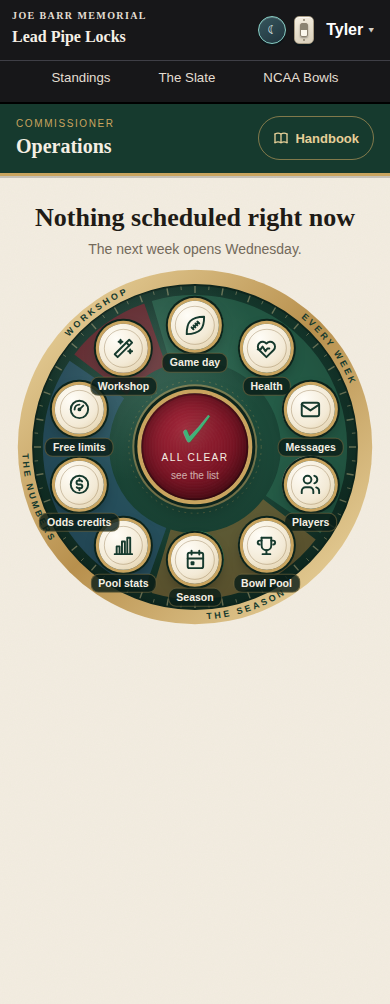 JOE BARR MEMORIAL
Lead Pipe Locks
Tyler
Standings
The Slate
NCAA Bowls
COMMISSIONER
Operations
Handbook
Nothing scheduled right now
The next week opens Wednesday.
WORKSHOP
EVERY WEEK
Game day
Workshop
Health
Free limits
Messages
ALL CLEAR
see the list
THE NUMBERS
Odds credits
Players
Pool stats
Season
Bowl Pool
THE SEASON